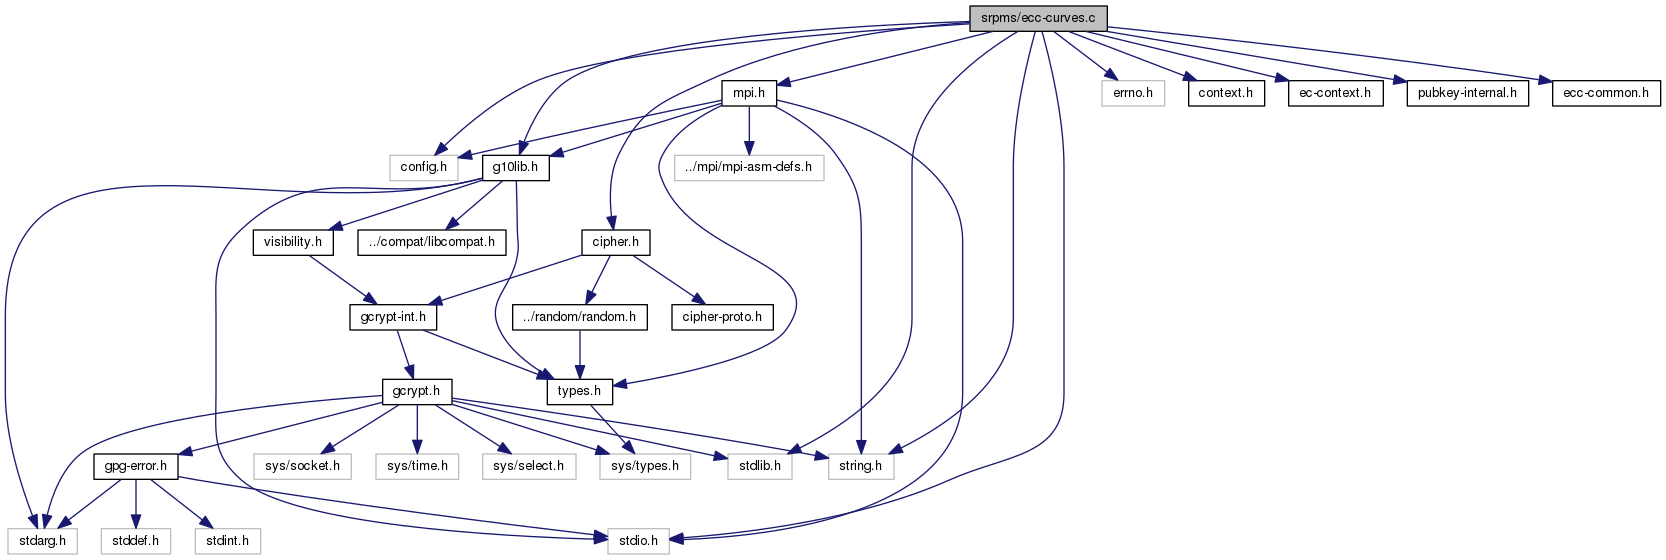 srpms/ecc-curves.c
mpi.h
errno.h
context.h
ec-context.h
pubkey-internal.h
ecc-common.h
config.h
g10lib.h
../mpi/mpi-asm-defs.h
visibility.h
../compat/libcompat.h
cipher.h
gcrypt-int.h
../random/random.h
cipher-proto.h
gcrypt.h
types.h
gpg-error.h
sys/socket.h
sys/time.h
sys/select.h
sys/types.h
stdlib.h
string.h
stdarg.h
stddef.h
stdint.h
stdio.h